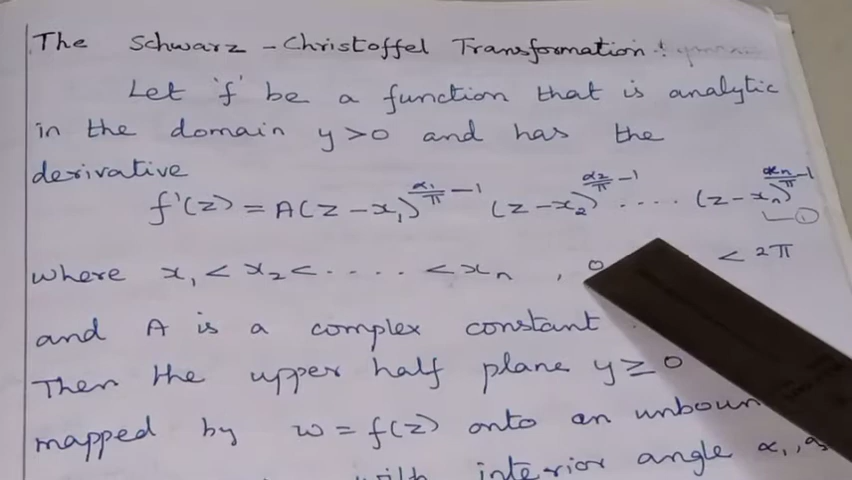 The Schwarz - Christoffel Transformation :
Let 'f' be a function that is analytic
in the domain y>0 and has the
derivative
f'(z) = A(z-x₁)^(α₁/π -1) (z-x₂)^(α₂/π -1) .... (z-xₙ)^(αₙ/π -1) —①
where x₁ < x₂ < ..... < xₙ , 0 < 2π
and A is a complex constant .
Then the upper half plane y ≥ 0
mapped by w = f(z) onto an unboun
with interior angle α₁,